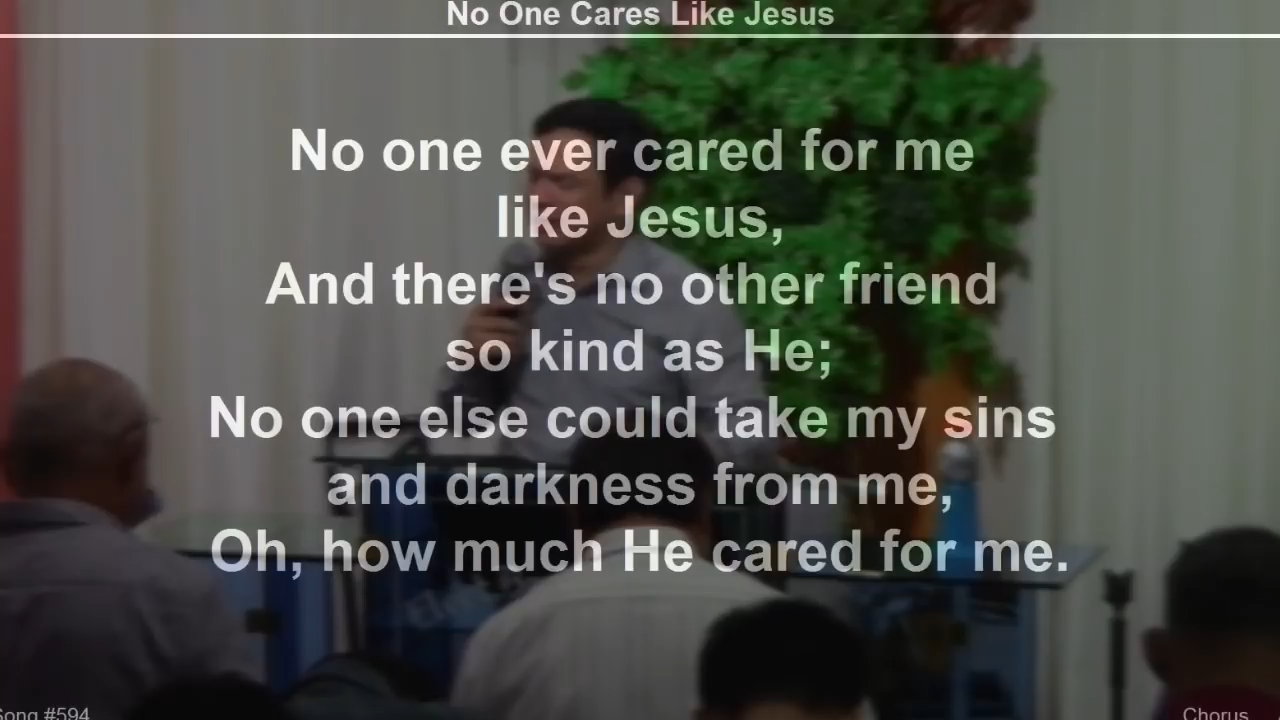 No One Cares Like Jesus
No one ever cared for me
like Jesus,
And there's no other friend
so kind as He;
No one else could take my sins
and darkness from me,
Oh, how much He cared for me.
Song #594
Chorus